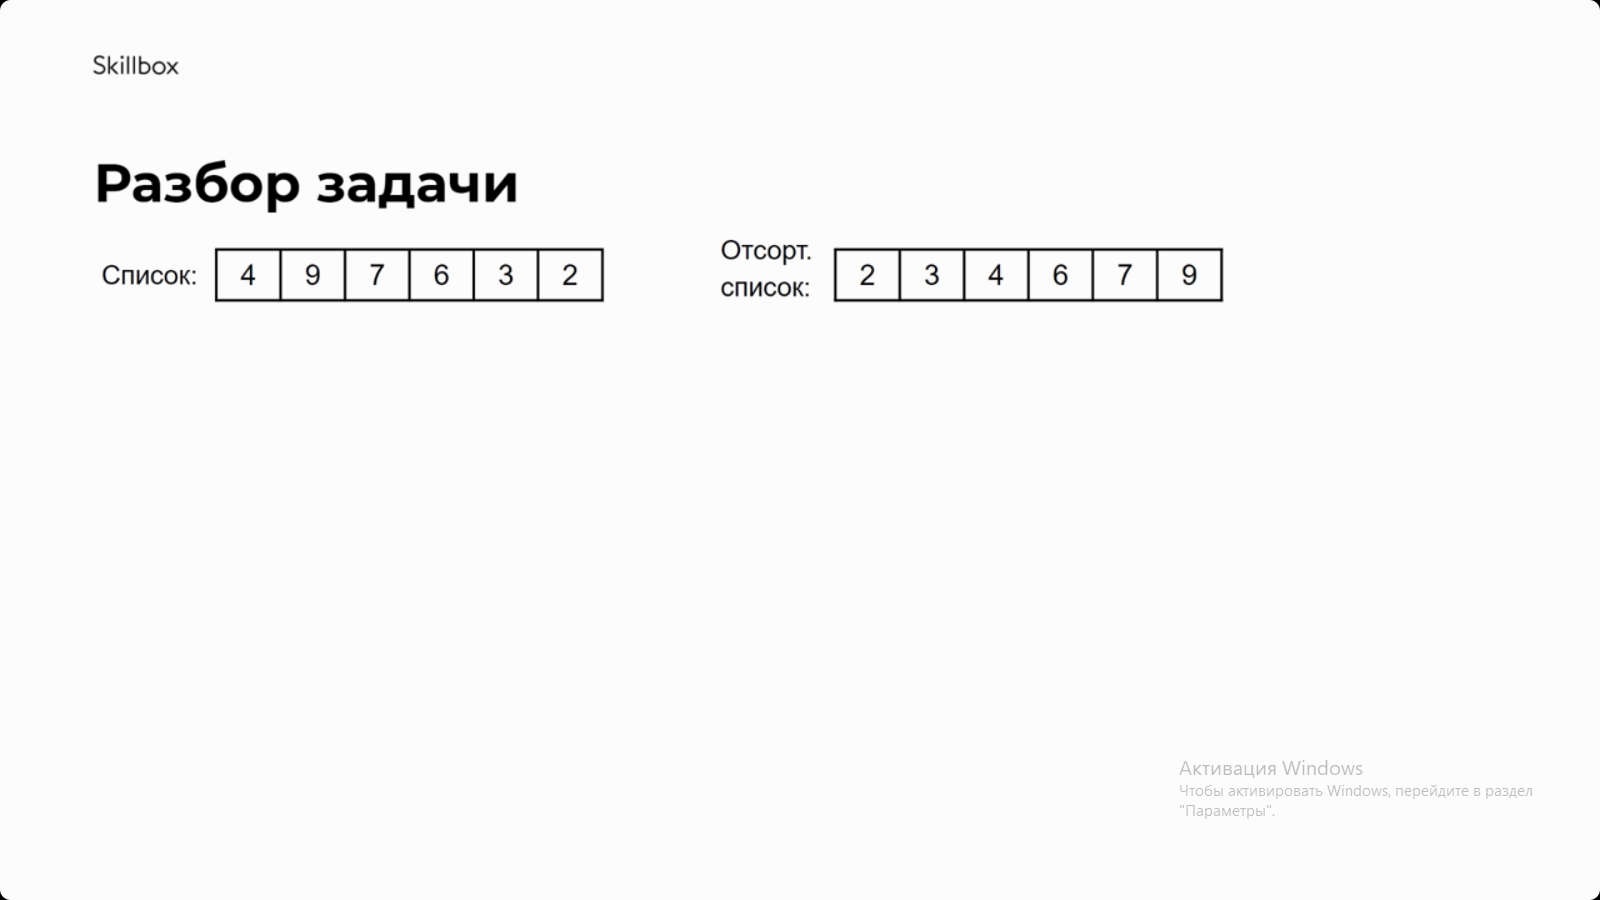 Skillbox
Разбор задачи
Список: 4 9 7 6 3 2
Отсорт.
список: 2 3 4 6 7 9
Активация Windows
Чтобы активировать Windows, перейдите в раздел
"Параметры".